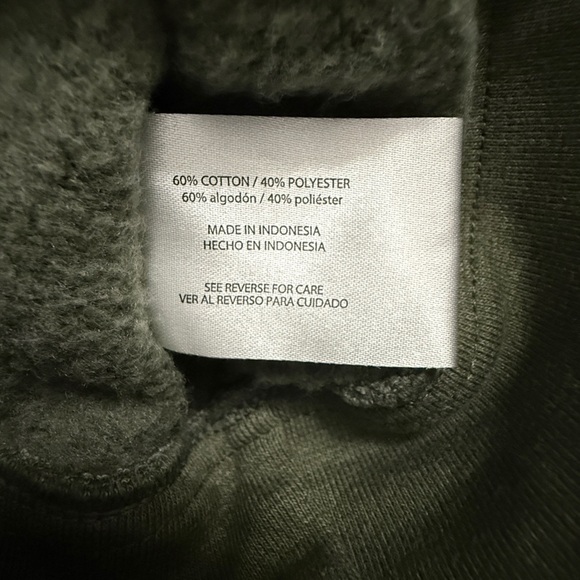 60% COTTON / 40% POLYESTER
60% algodón / 40% poliéster
MADE IN INDONESIA
HECHO EN INDONESIA
SEE REVERSE FOR CARE
VER AL REVERSO PARA CUIDADO